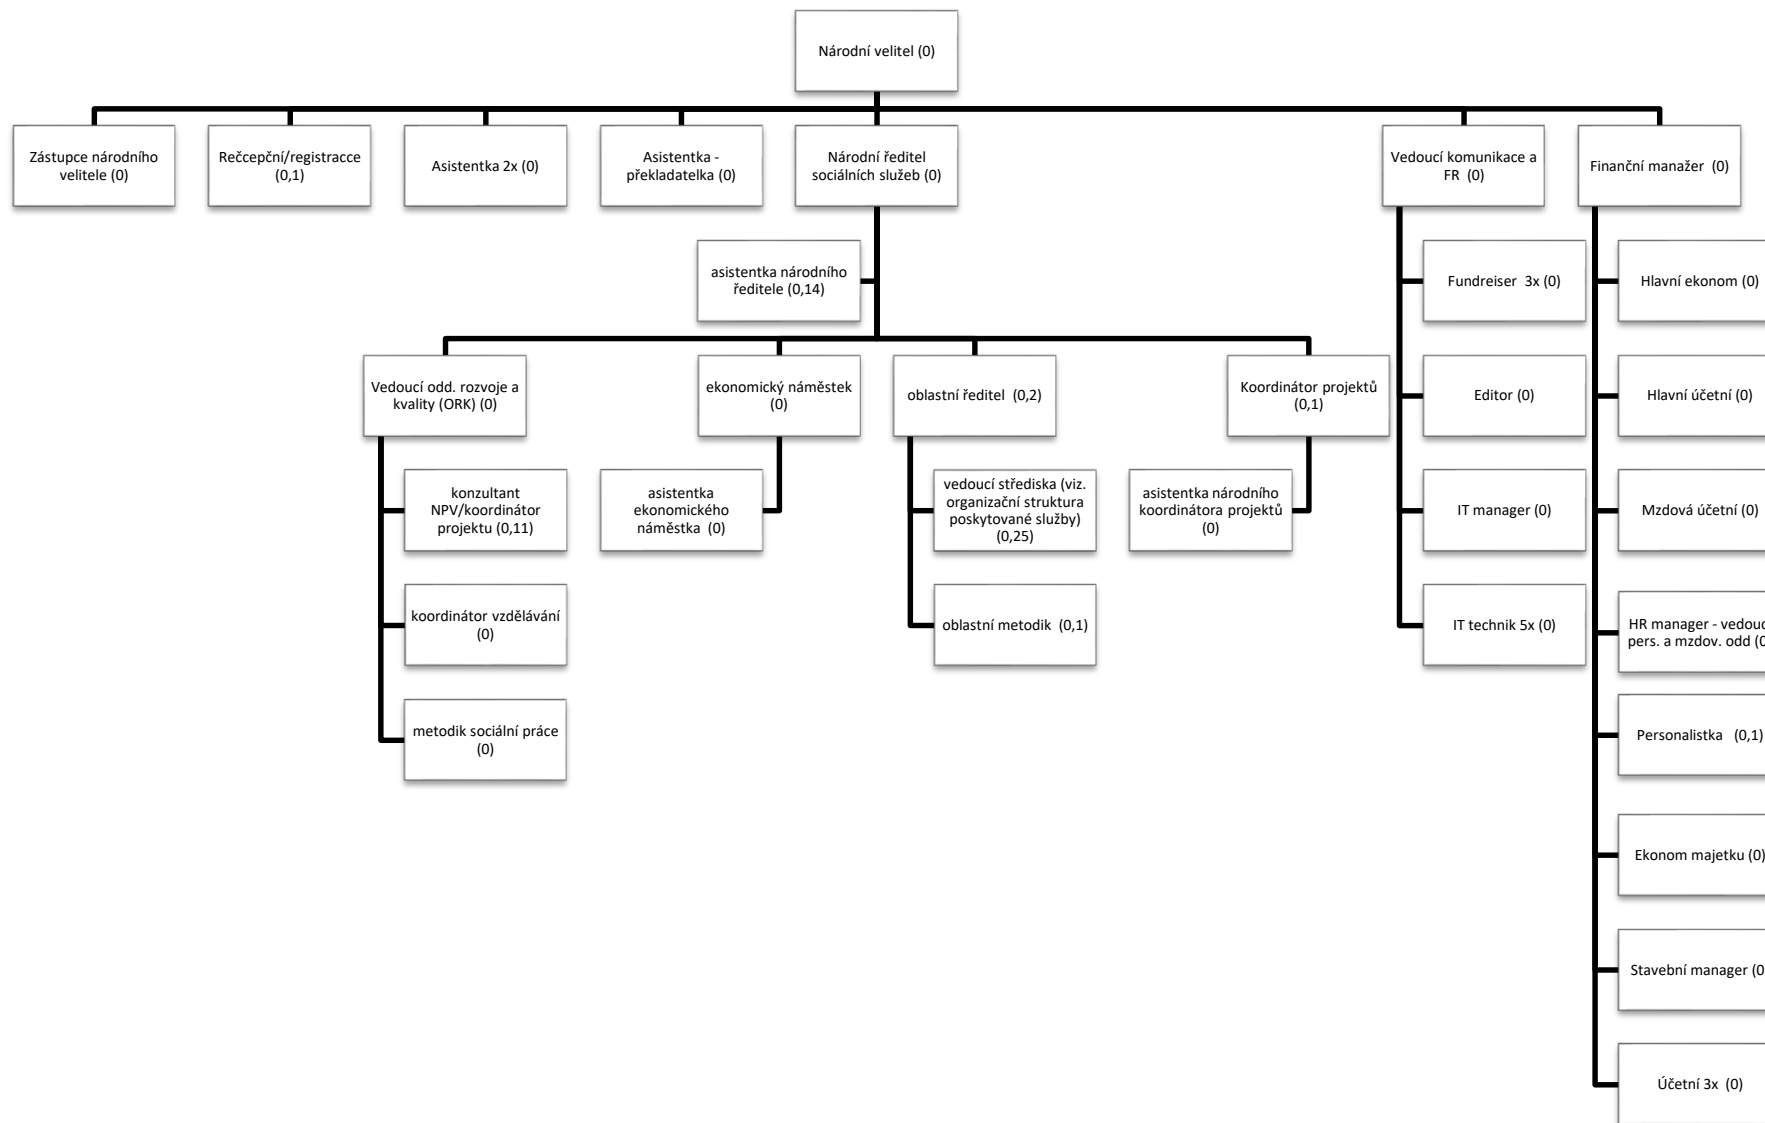 Národní velitel (0)
Zástupce národního
velitele (0)
Rečcepční/registracce
(0,1)
Asistentka 2x (0)
Asistentka -
překladatelka (0)
Národní ředitel
sociálních služeb (0)
Vedoucí komunikace a
FR  (0)
Finanční manažer  (0)
asistentka národního
ředitele (0,14)
Fundreiser  3x (0)
Hlavní ekonom (0)
Vedoucí odd. rozvoje a
kvality (ORK) (0)
ekonomický náměstek
(0)
oblastní ředitel  (0,2)
Koordinátor projektů
(0,1)
Editor (0)
Hlavní účetní (0)
konzultant
NPV/koordinátor
projektu (0,11)
asistentka
ekonomického
náměstka  (0)
vedoucí střediska (viz.
organizační struktura
poskytované služby)
(0,25)
asistentka národního
koordinátora projektů
(0)
IT manager (0)
Mzdová účetní (0)
koordinátor vzdělávání
(0)
oblastní metodik  (0,1)
IT technik 5x (0)
HR manager - vedouc
pers. a mzdov. odd (0
metodik sociální práce
(0)
Personalistka   (0,1)
Ekonom majetku (0)
Stavební manager (0
Účetní 3x  (0)